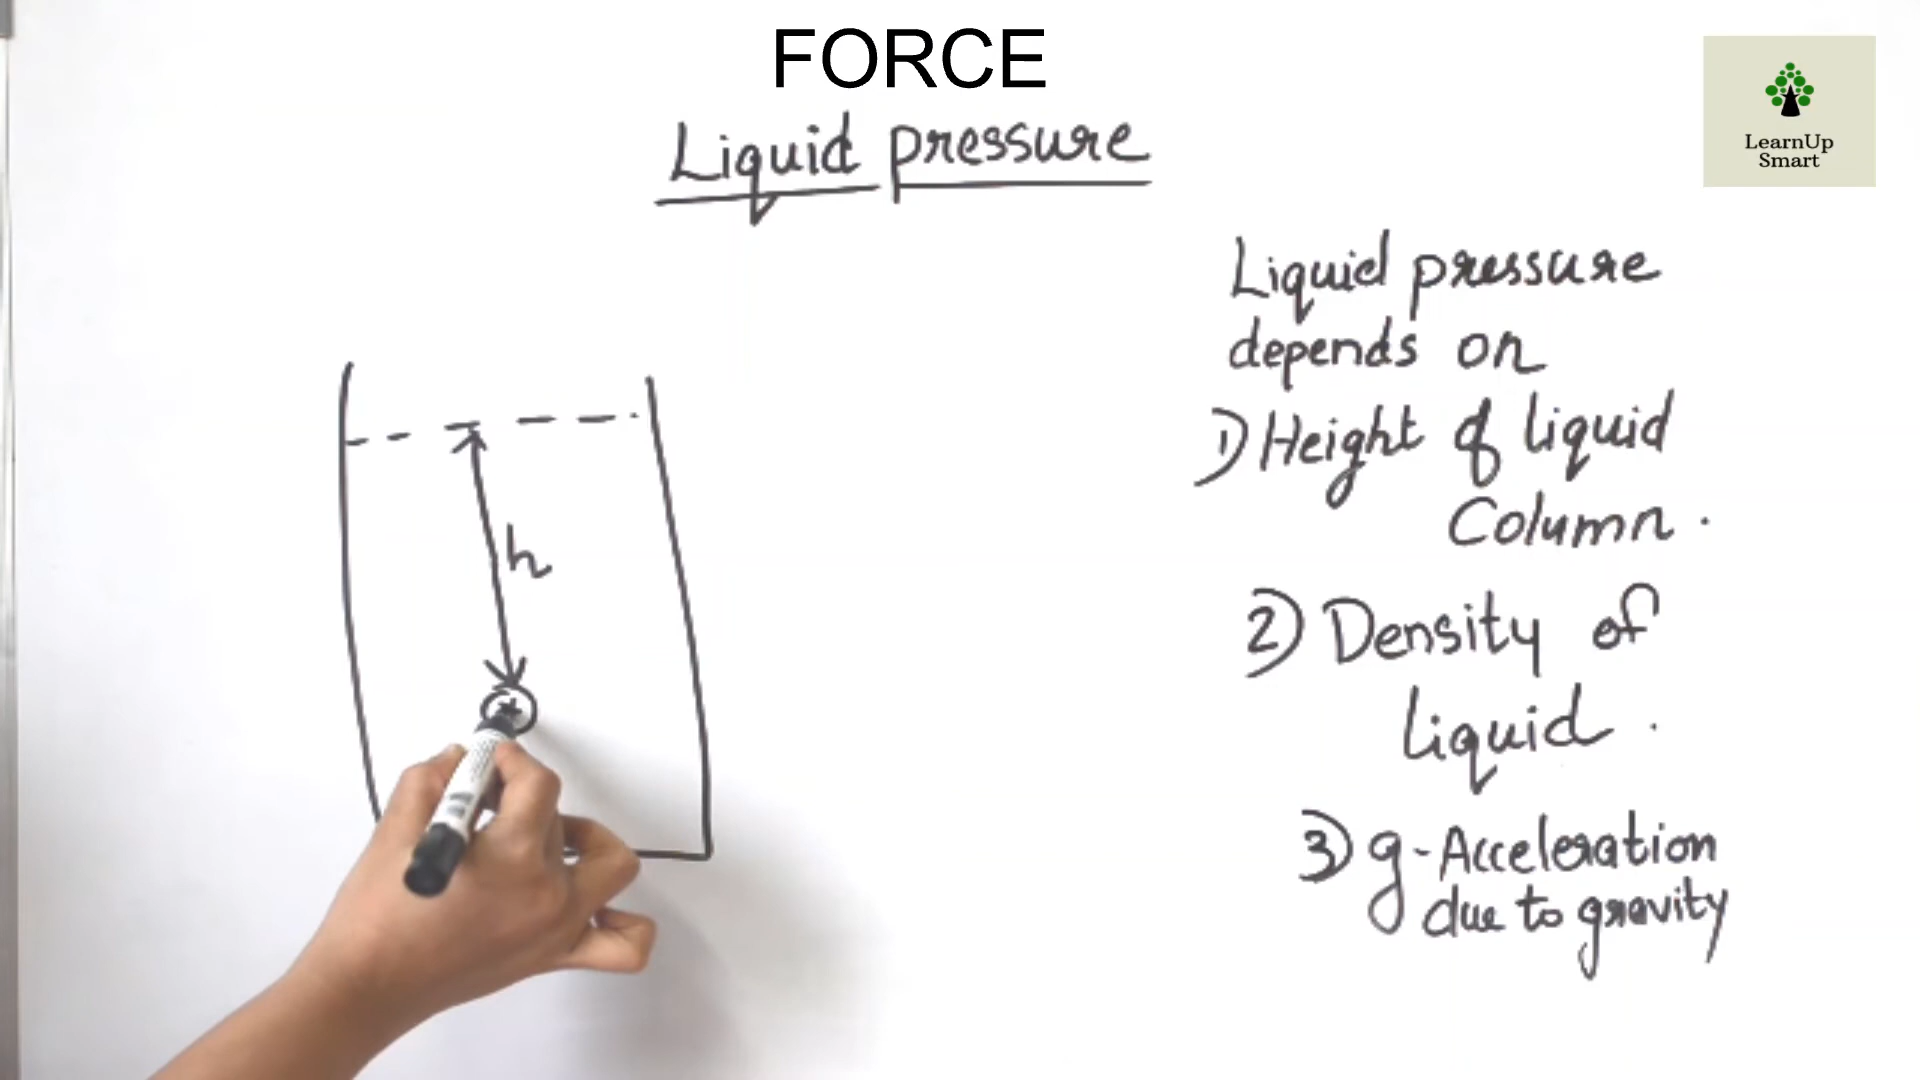 FORCE
LearnUp
Smart
Liquid pressure
Liquid pressure
depends on
1) Height of liquid
Column.
2) Density of
liquid.
3) g-Acceleration
due to gravity
h